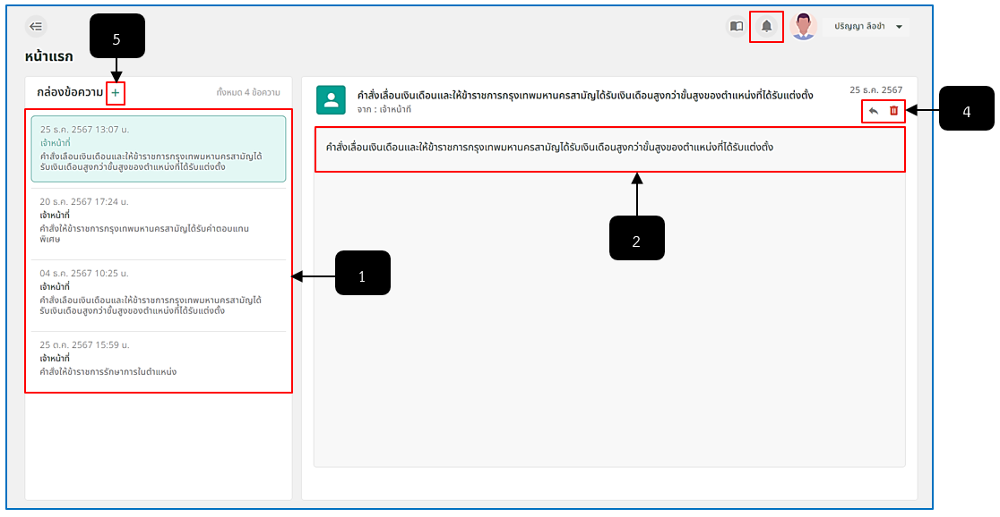 5
ปริญญา ลือขำ
หน้าแรก
กล่องข้อความ +
ทั้งหมด 4 ข้อความ
25 ธ.ค. 2567 13:07 น.
เจ้าหน้าที่
คำสั่งเลื่อนเงินเดือนและให้ข้าราชการกรุงเทพมหานครสามัญได้
รับเงินเดือนสูงกว่าขั้นสูงของตำแหน่งที่ได้รับแต่งตั้ง
20 ธ.ค. 2567 17:24 น.
เจ้าหน้าที่
คำสั่งให้ข้าราชการกรุงเทพมหานครสามัญได้รับค่าตอบแทน
พิเศษ
04 ธ.ค. 2567 10:25 น.
เจ้าหน้าที่
คำสั่งเลื่อนเงินเดือนและให้ข้าราชการกรุงเทพมหานครสามัญได้
รับเงินเดือนสูงกว่าขั้นสูงของตำแหน่งที่ได้รับแต่งตั้ง
25 ต.ค. 2567 15:59 น.
เจ้าหน้าที่
คำสั่งให้ข้าราชการรักษาการในตำแหน่ง
1
คำสั่งเลื่อนเงินเดือนและให้ข้าราชการกรุงเทพมหานครสามัญได้รับเงินเดือนสูงกว่าขั้นสูงของตำแหน่งที่ได้รับแต่งตั้ง
จาก : เจ้าหน้าที่
25 ธ.ค. 2567
4
คำสั่งเลื่อนเงินเดือนและให้ข้าราชการกรุงเทพมหานครสามัญได้รับเงินเดือนสูงกว่าขั้นสูงของตำแหน่งที่ได้รับแต่งตั้ง
2